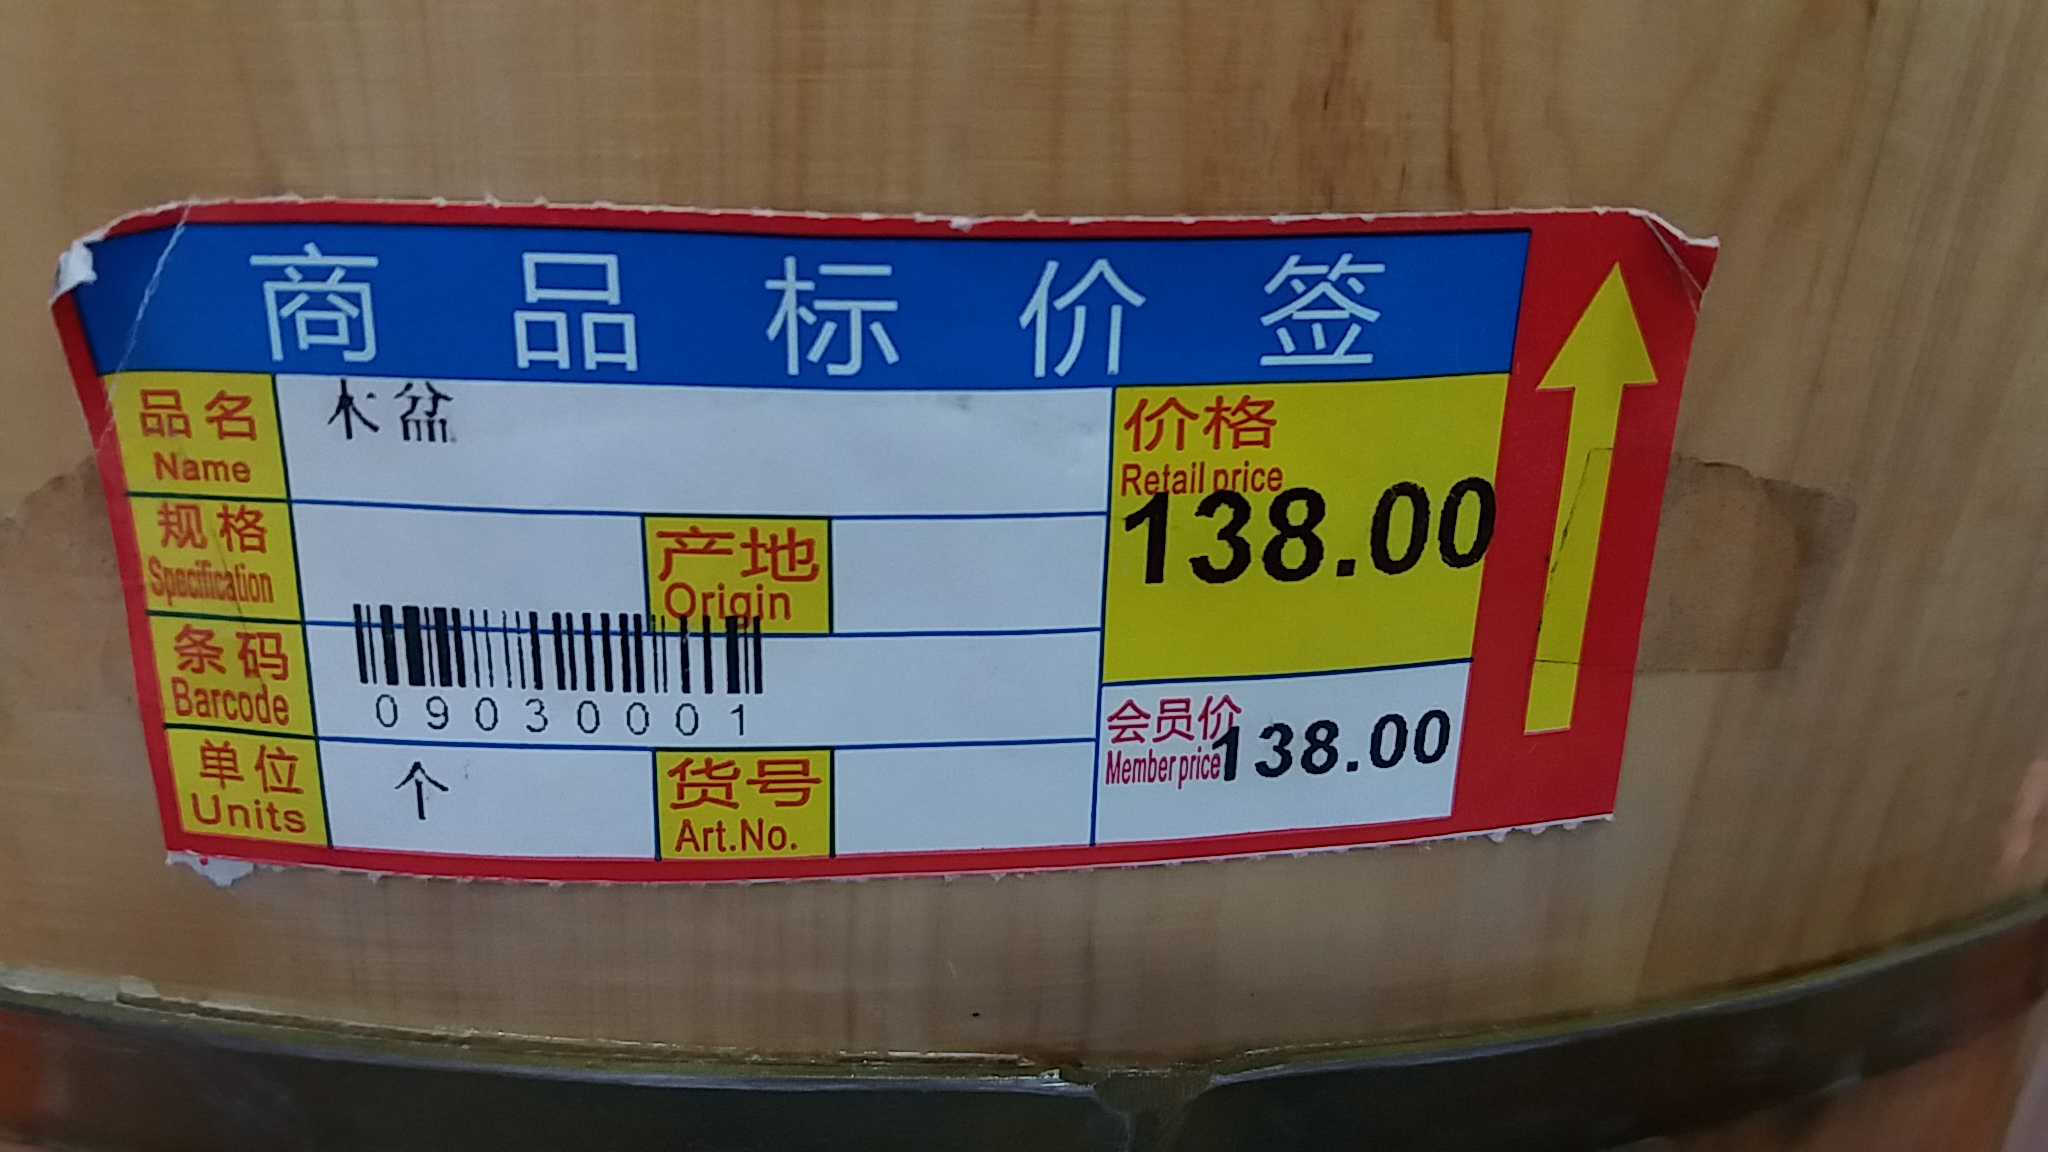 商品标价签
品名 木盆
Name
规格
Specification
产地
Origin
条码
Barcode
09030001
单位 个
Units
货号
Art.No.
价格
Retail price
138.00
会员价
Member price 138.00